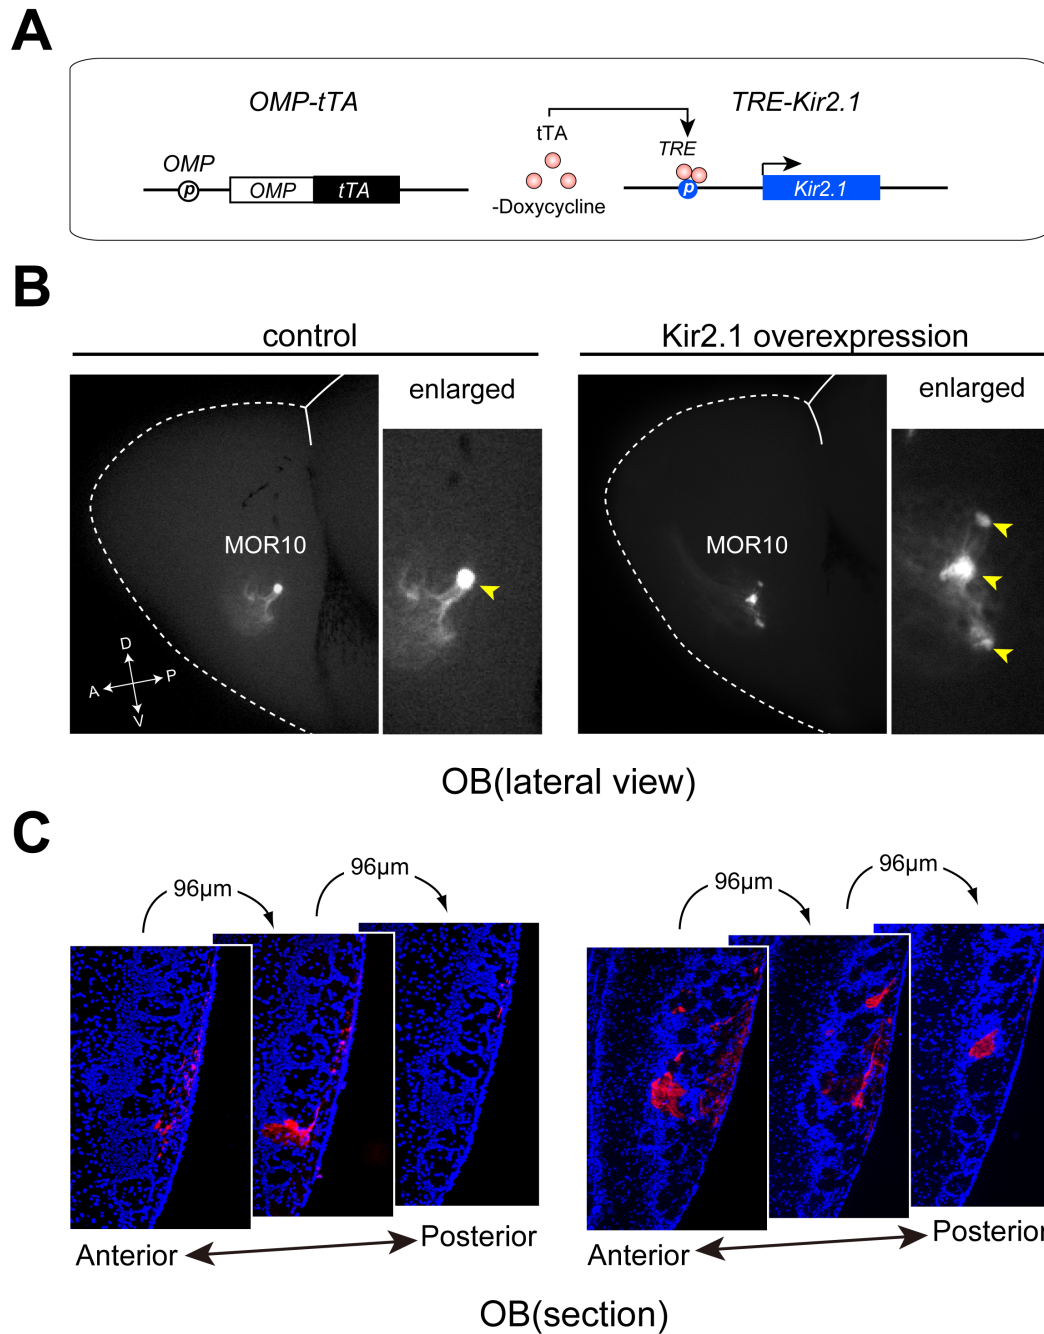 A
OMP-tTA
TRE-Kir2.1
tTA
OMP
TRE
p
OMP
tTA
p
Kir2.1
-Doxycycline
B
control
Kir2.1 overexpression
enlarged
enlarged
MOR10
MOR10
D
A
P
V
OB(lateral view)
C
96μm
96μm
96μm
96μm
Anterior
Posterior
Anterior
Posterior
OB(section)